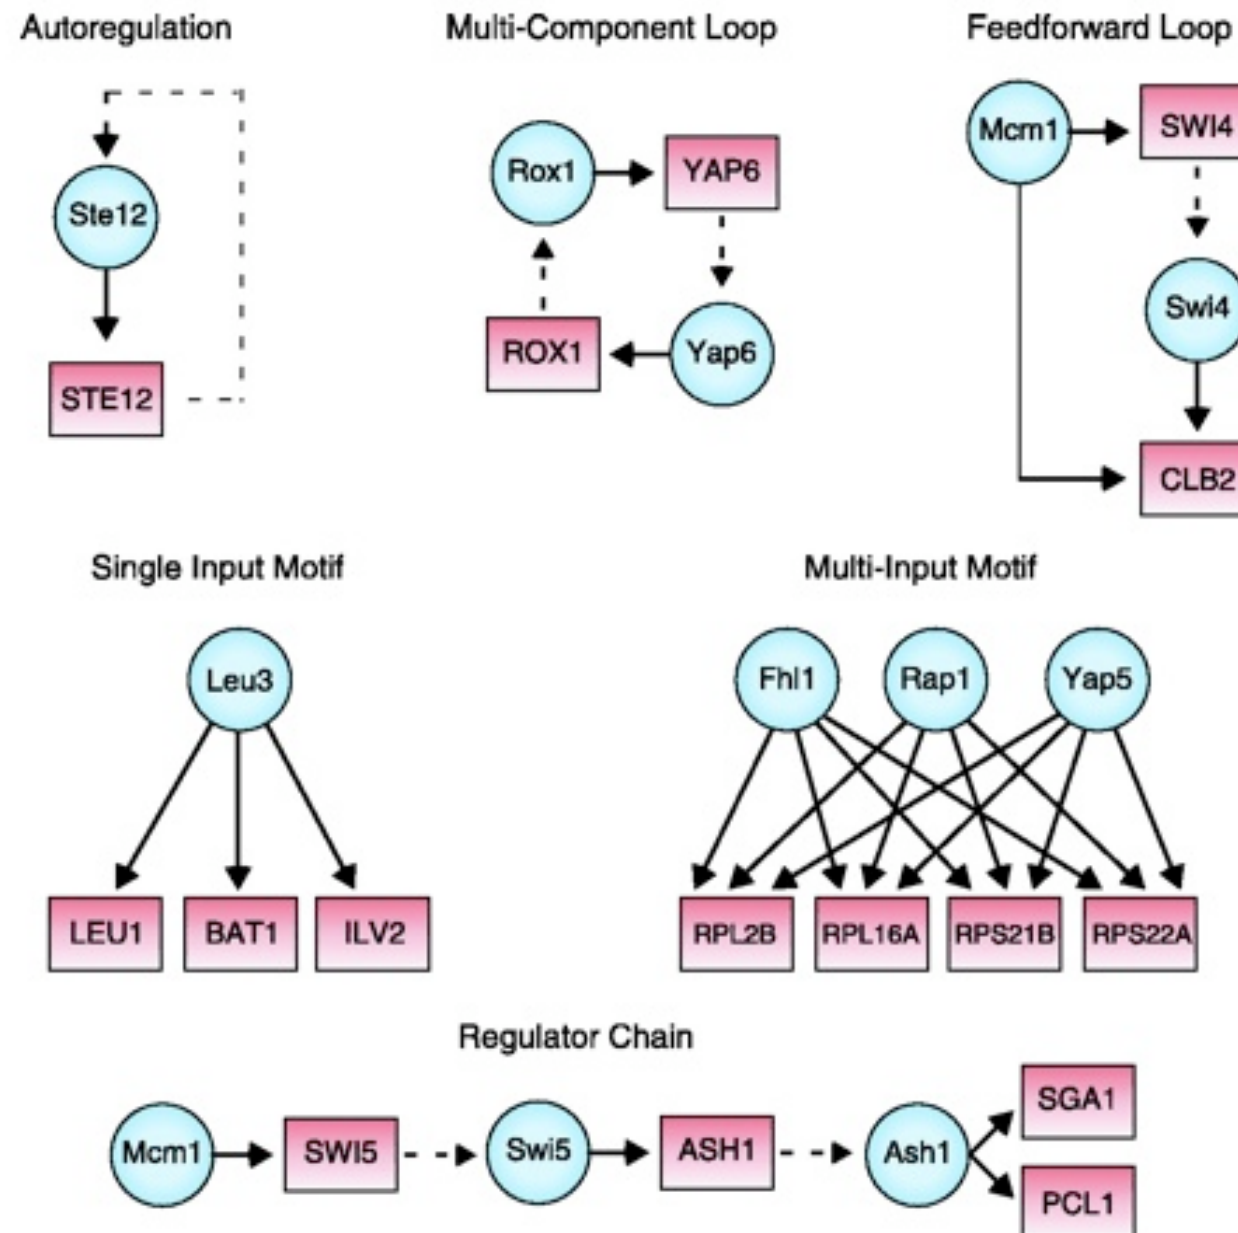 Autoregulation
Multi-Component Loop
Feedforward Loop
Ste12
STE12
Rox1
YAP6
ROX1
Yap6
Mcm1
SWI4
Swi4
CLB2
Single Input Motif
Multi-Input Motif
Leu3
LEU1
BAT1
ILV2
Fhl1
Rap1
Yap5
RPL2B
RPL16A
RPS21B
RPS22A
Regulator Chain
Mcm1
SWI5
Swi5
ASH1
Ash1
SGA1
PCL1